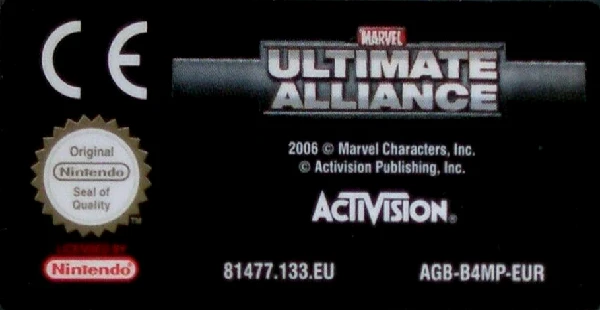 CE
MARVEL
ULTIMATE
ALLIANCE
2006 © Marvel Characters, Inc.
© Activision Publishing, Inc.
ACTIVISION®
Original
Nintendo
Seal of
Quality
TM
LICENSED BY
Nintendo®
81477.133.EU
AGB-B4MP-EUR